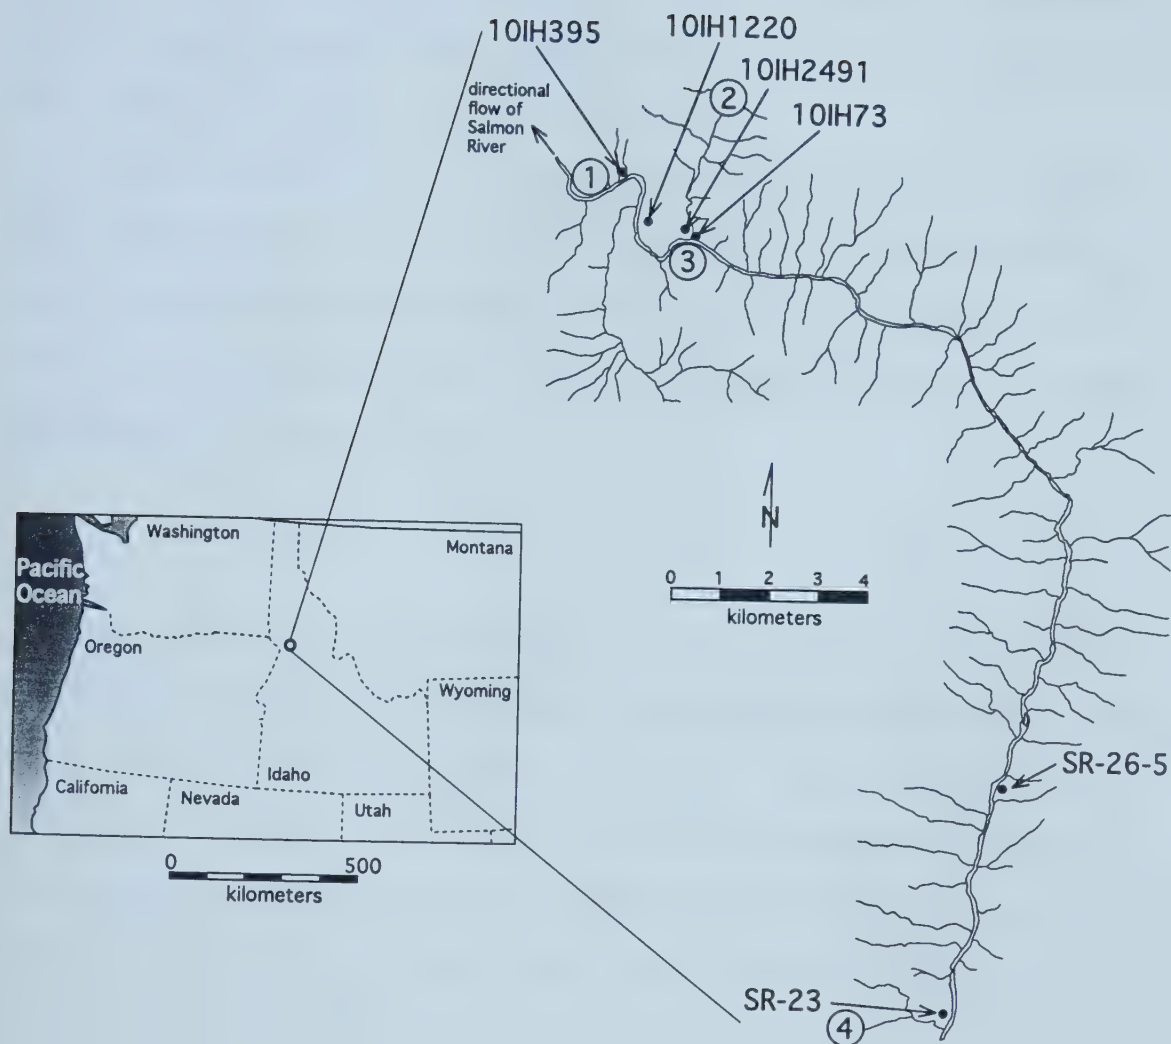 10IH395
10IH1220
10IH2491
2
10IH73
directional
flow of
Salmon
River
1
3
N
0 1 2 3 4
kilometers
Washington
Montana
Pacific
Ocean
Oregon
Wyoming
Idaho
California
Nevada
Utah
0 500
kilometers
SR-26-5
SR-23
4